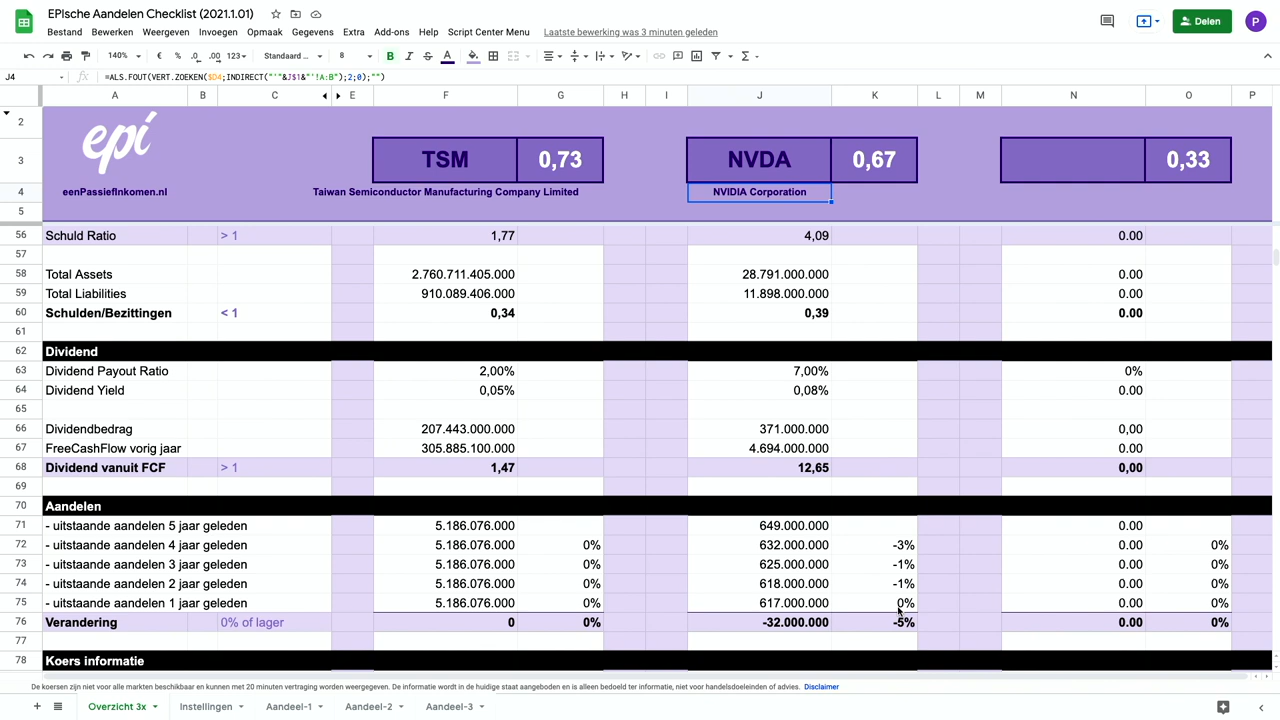 EPIsche Aandelen Checklist (2021.1.01)
Bestand Bewerken Weergeven Invoegen Opmaak Gegevens Extra Add-ons Help Script Center Menu Laatste bewerking was 3 minuten geleden
Delen P
140% € % .0 .00 123 Standaard ... 8 B I S A
J4 fx =ALS.FOUT(VERT.ZOEKEN($D4;INDIRECT("'"&J$1&"'!A:B");2;0);"")
A B C E F G H I J K L M N O P
2 epi
3 TSM 0,73 NVDA 0,67 0,33
4 eenPassiefInkomen.nl Taiwan Semiconductor Manufacturing Company Limited NVIDIA Corporation
5
56 Schuld Ratio > 1 1,77 4,09 0.00
57
58 Total Assets 2.760.711.405.000 28.791.000.000 0.00
59 Total Liabilities 910.089.406.000 11.898.000.000 0.00
60 Schulden/Bezittingen < 1 0,34 0,39 0.00
61
62 Dividend
63 Dividend Payout Ratio 2,00% 7,00% 0%
64 Dividend Yield 0,05% 0,08% 0.00
65
66 Dividendbedrag 207.443.000.000 371.000.000 0,00
67 FreeCashFlow vorig jaar 305.885.100.000 4.694.000.000 0.00
68 Dividend vanuit FCF > 1 1,47 12,65 0,00
69
70 Aandelen
71 - uitstaande aandelen 5 jaar geleden 5.186.076.000 649.000.000 0.00
72 - uitstaande aandelen 4 jaar geleden 5.186.076.000 0% 632.000.000 -3% 0.00 0%
73 - uitstaande aandelen 3 jaar geleden 5.186.076.000 0% 625.000.000 -1% 0.00 0%
74 - uitstaande aandelen 2 jaar geleden 5.186.076.000 0% 618.000.000 -1% 0.00 0%
75 - uitstaande aandelen 1 jaar geleden 5.186.076.000 0% 617.000.000 0% 0.00 0%
76 Verandering 0% of lager 0 0% -32.000.000 -5% 0.00 0%
77
78 Koers informatie
De koersen zijn niet voor alle markten beschikbaar en kunnen met 20 minuten vertraging worden weergegeven. De informatie wordt in de huidige staat aangeboden en is alleen bedoeld ter informatie, niet voor handelsdoeleinden of advies. Disclaimer
Overzicht 3x Instellingen Aandeel-1 Aandeel-2 Aandeel-3